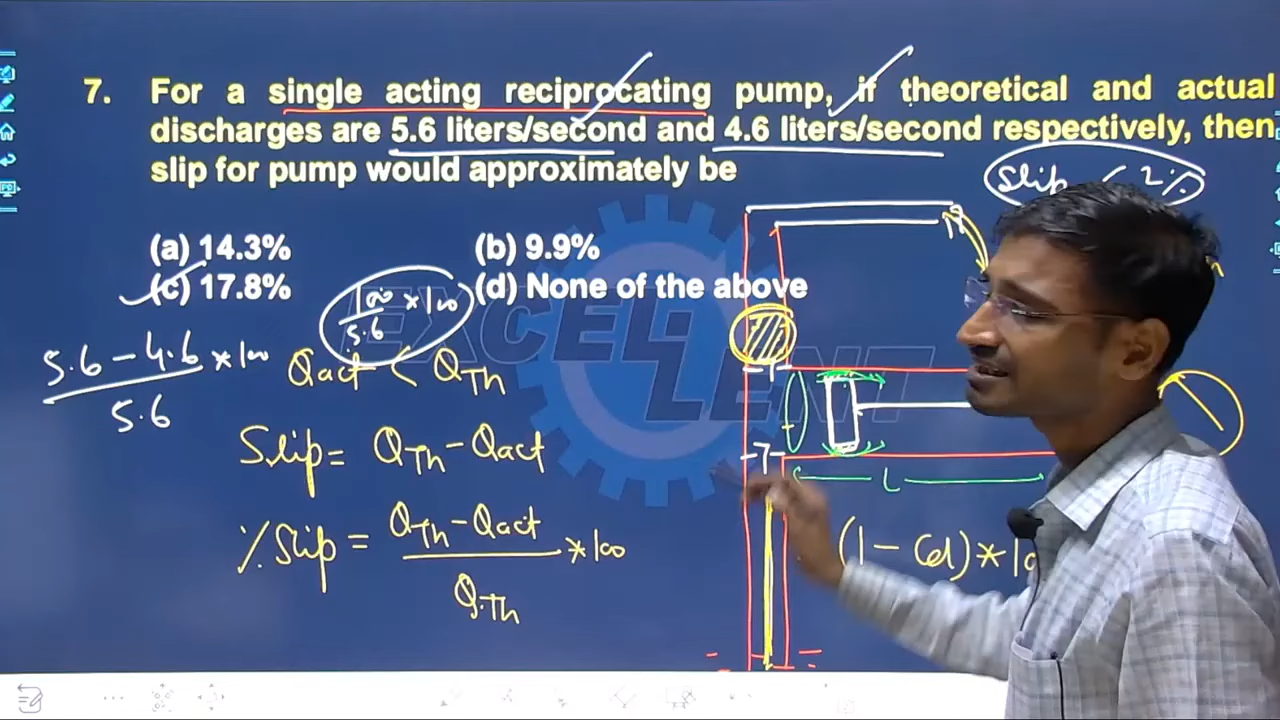 7. For a single acting reciprocating pump, if theoretical and actual
discharges are 5.6 liters/second and 4.6 liters/second respectively, then
slip for pump would approximately be
Slip < 2%
(a) 14.3% (b) 9.9%
(c) 17.8% (d) None of the above
100/5.6 * 100
EXCELLENT
5.6 - 4.6 / 5.6 * 100
Qact < QTh
Slip = QTh - Qact
% Slip = QTh - Qact / QTh * 100
L
(1 - Cd) * 10